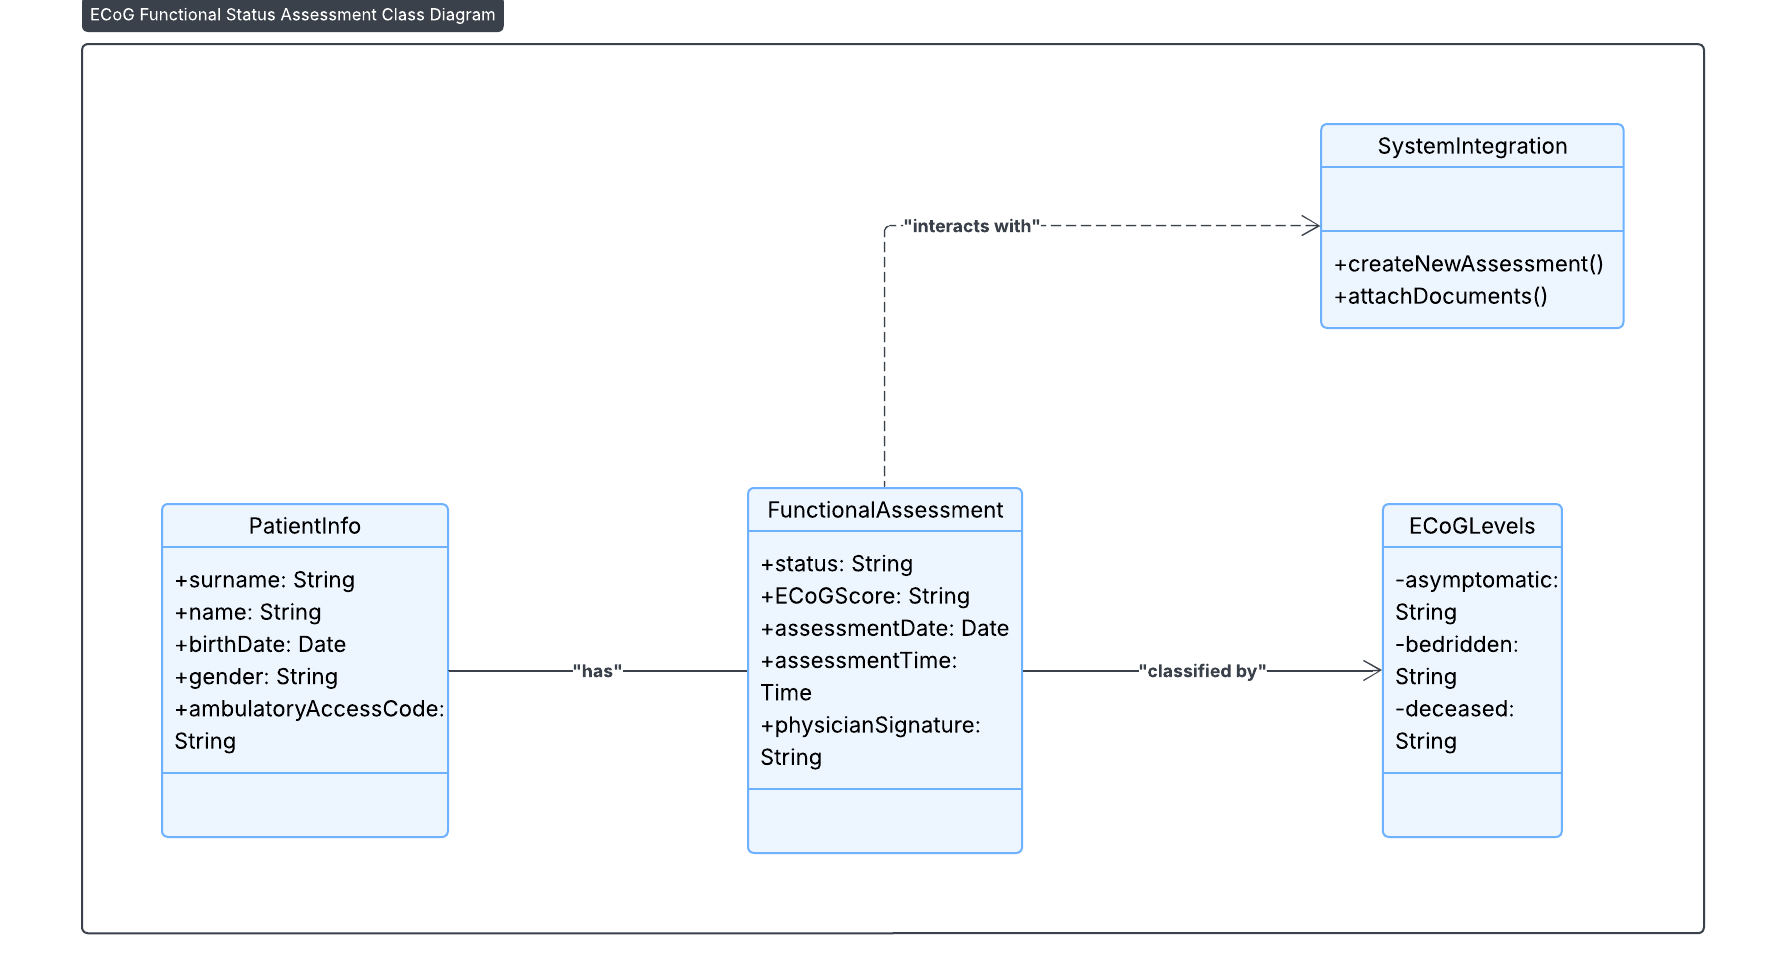 ECoG Functional Status Assessment Class Diagram
SystemIntegration
+createNewAssessment()
+attachDocuments()
"interacts with"
PatientInfo
+surname: String
+name: String
+birthDate: Date
+gender: String
+ambulatoryAccessCode:
String
"has"
FunctionalAssessment
+status: String
+ECoGScore: String
+assessmentDate: Date
+assessmentTime:
Time
+physicianSignature:
String
"classified by"
ECoGLevels
-asymptomatic:
String
-bedridden:
String
-deceased:
String